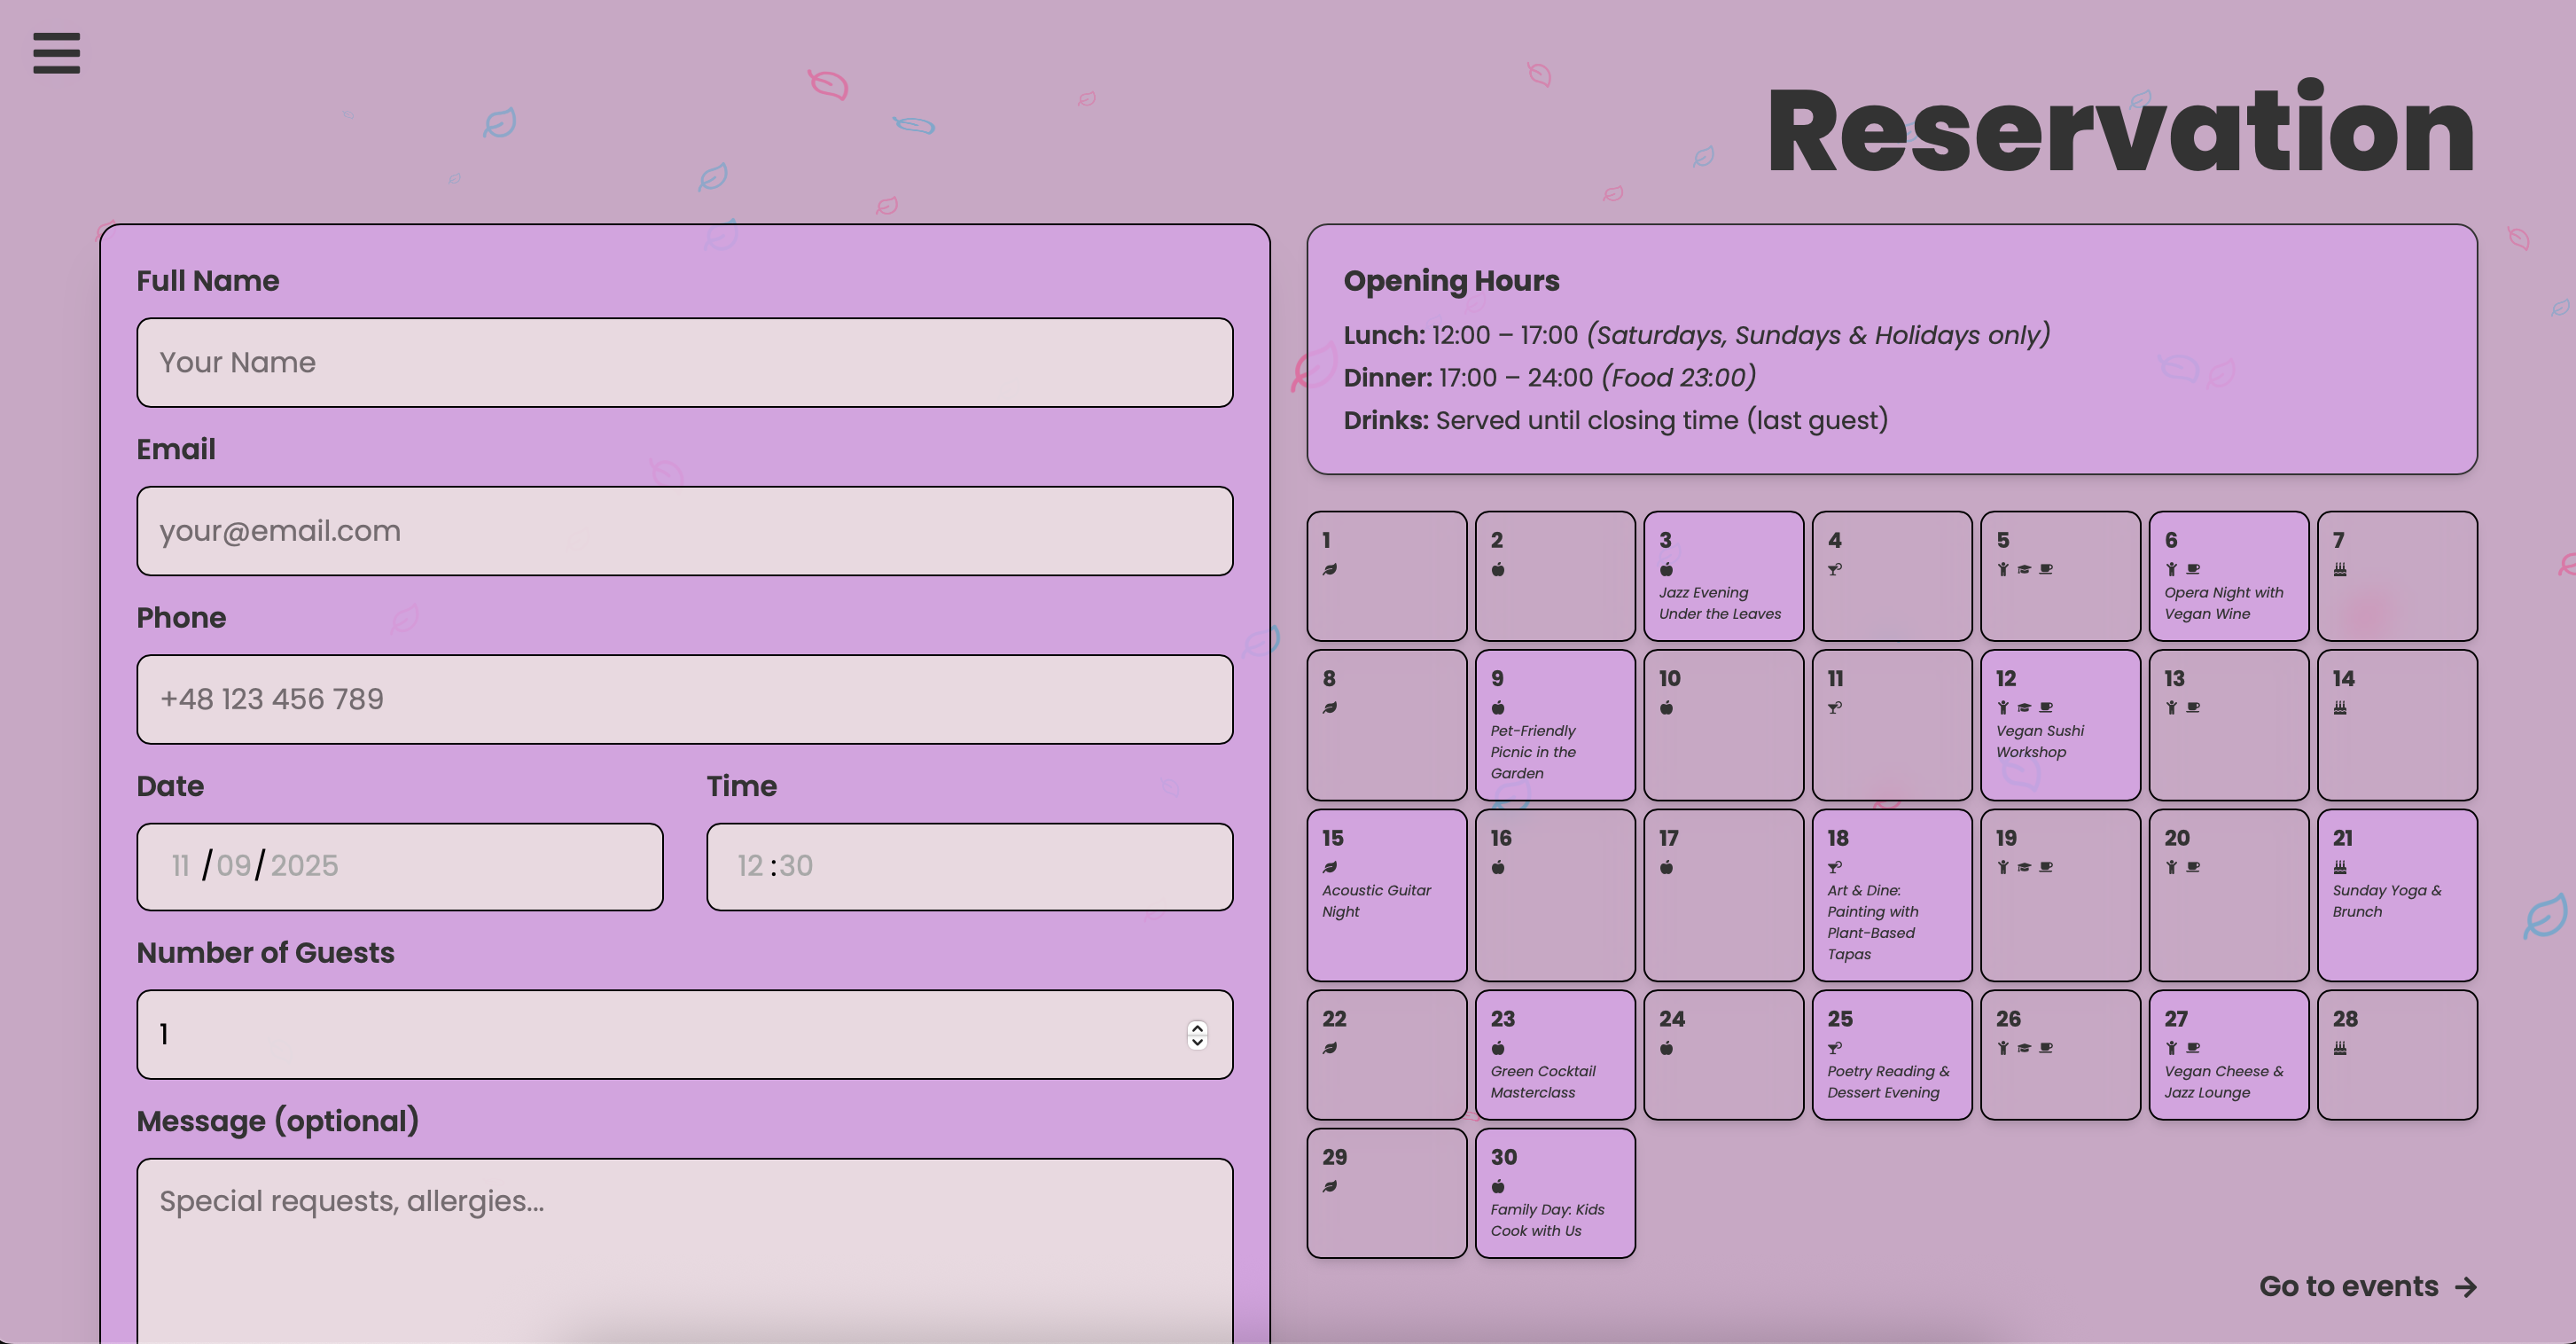 Reservation
Full Name
Your Name
Email
your@email.com
Phone
+48 123 456 789
Date
Time
11 /09/ 2025
12 :30
Number of Guests
1
Message (optional)
Special requests, allergies...
Opening Hours
Lunch: 12:00 – 17:00 (Saturdays, Sundays & Holidays only)
Dinner: 17:00 – 24:00 (Food 23:00)
Drinks: Served until closing time (last guest)
1
2
3
Jazz Evening
Under the Leaves
4
5
6
Opera Night with
Vegan Wine
7
8
9
Pet-Friendly
Picnic in the
Garden
10
11
12
Vegan Sushi
Workshop
13
14
15
Acoustic Guitar
Night
16
17
18
Art & Dine:
Painting with
Plant-Based
Tapas
19
20
21
Sunday Yoga &
Brunch
22
23
Green Cocktail
Masterclass
24
25
Poetry Reading &
Dessert Evening
26
27
Vegan Cheese &
Jazz Lounge
28
29
30
Family Day: Kids
Cook with Us
Go to events